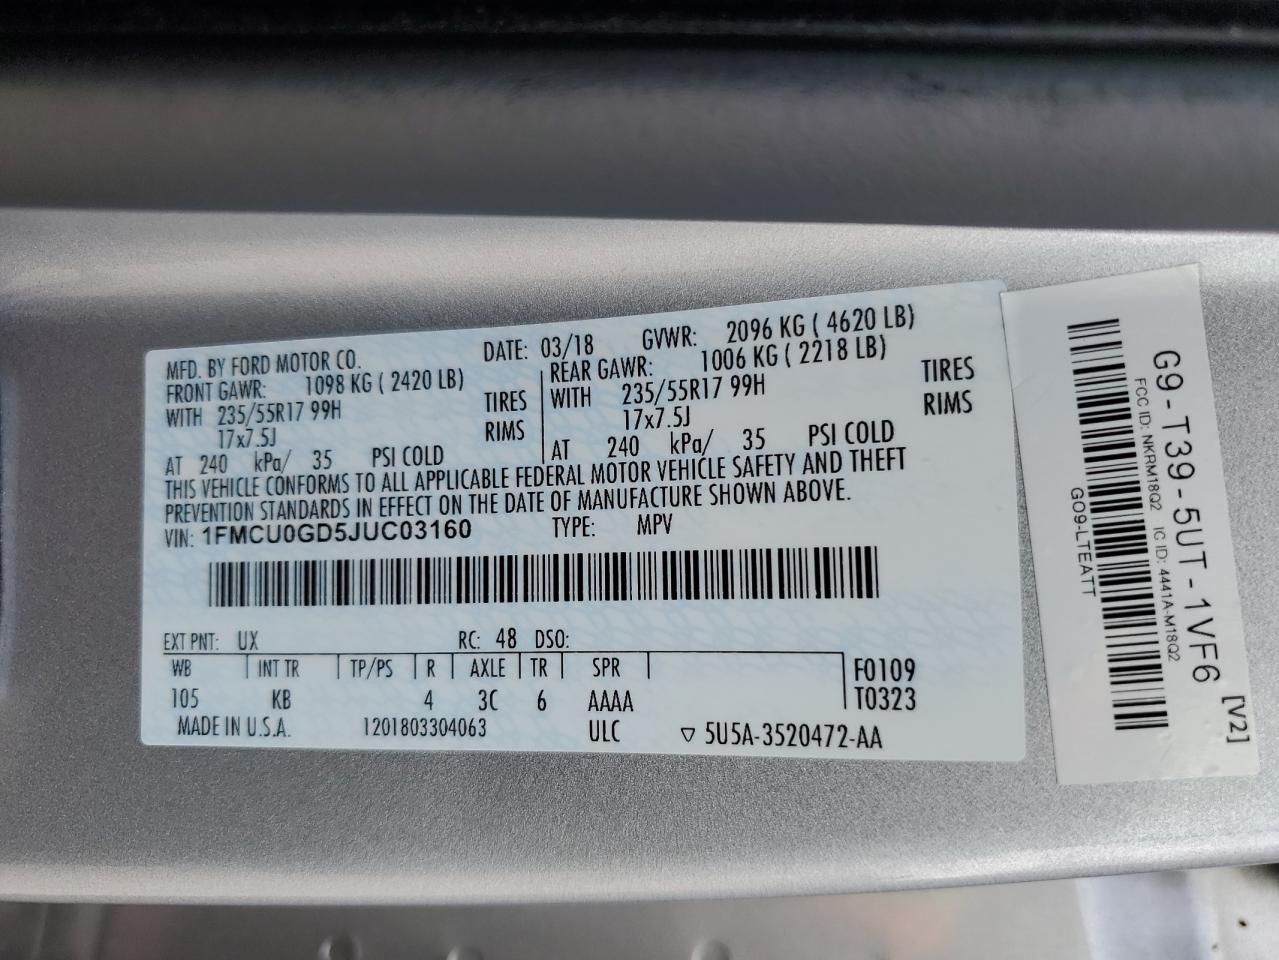 MFD. BY FORD MOTOR CO. DATE: 03/18 GVWR: 2096 KG ( 4620 LB)
FRONT GAWR: 1098 KG ( 2420 LB) REAR GAWR: 1006 KG ( 2218 LB)
WITH 235/55R17 99H TIRES WITH 235/55R17 99H TIRES
17x7.5J RIMS 17x7.5J RIMS
AT 240 kPa/ 35 PSI COLD AT 240 kPa/ 35 PSI COLD
THIS VEHICLE CONFORMS TO ALL APPLICABLE FEDERAL MOTOR VEHICLE SAFETY AND THEFT
PREVENTION STANDARDS IN EFFECT ON THE DATE OF MANUFACTURE SHOWN ABOVE.
VIN: 1FMCU0GD5JUC03160 TYPE: MPV
EXT PNT: UX RC: 48 DSO:
WB INT TR TP/PS R AXLE TR SPR F0109
105 KB 4 3C 6 AAAA T0323
MADE IN U.S.A. 1201803304063 ULC ▽ 5U5A-3520472-AA
G9-T39-5UT-1VF6 [V2]
FCC ID: NKRM18Q2 IC ID: 4441A-M18Q2
GO9-LTEATT